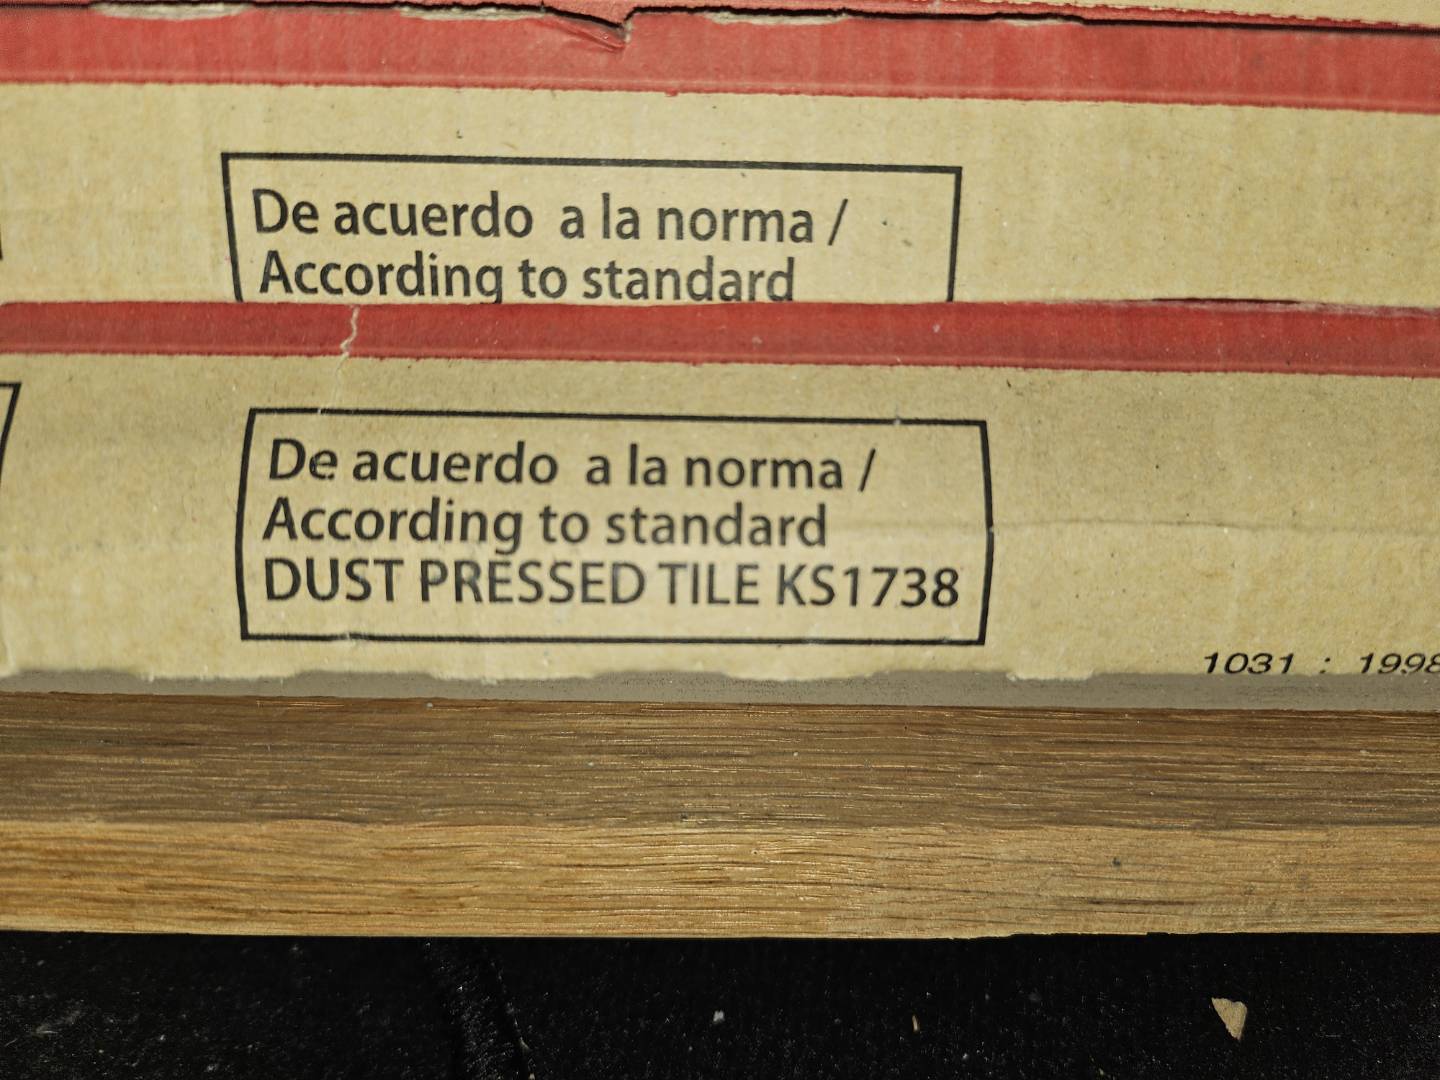 De acuerdo a la norma /
According to standard
De acuerdo a la norma /
According to standard
DUST PRESSED TILE KS1738
1031 : 1998